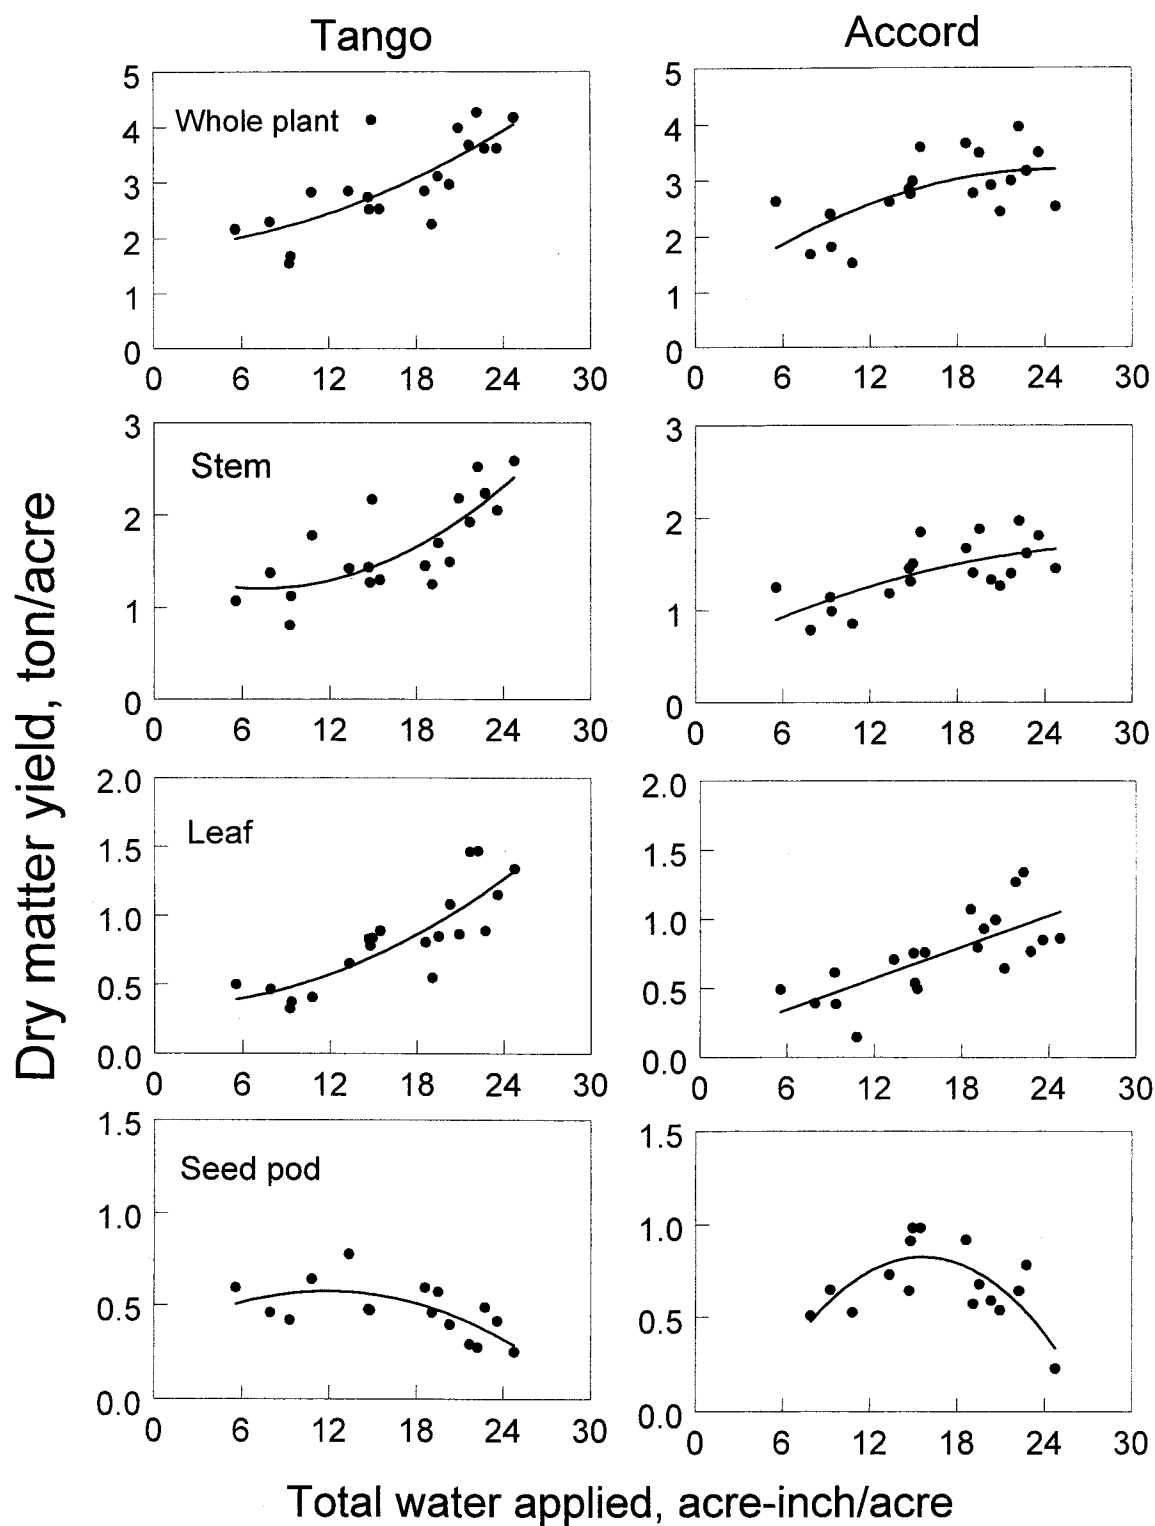 Tango
Accord
Dry matter yield, ton/acre
Whole plant
5
4
3
2
1
0
0 6 12 18 24 30
5
4
3
2
1
0
0 6 12 18 24 30
Stem
3
2
1
0
0 6 12 18 24 30
3
2
1
0
0 6 12 18 24 30
Leaf
2.0
1.5
1.0
0.5
0.0
0 6 12 18 24 30
2.0
1.5
1.0
0.5
0.0
0 6 12 18 24 30
Seed pod
1.5
1.0
0.5
0.0
0 6 12 18 24 30
1.5
1.0
0.5
0.0
0 6 12 18 24 30
Total water applied, acre-inch/acre